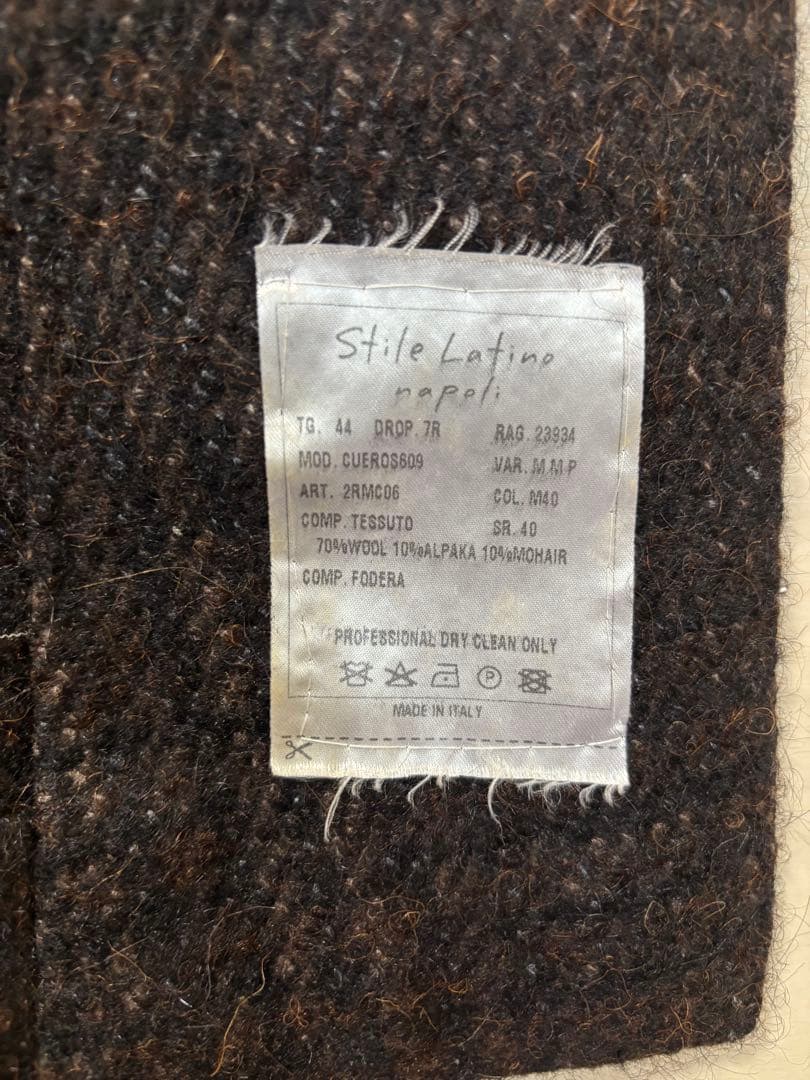 Stile Latino
napoli
TG. 44 DROP. 7R RAG. 23934
MOD. CUEROS609 VAR. M M P
ART. 2RMC06 COL. M40
COMP. TESSUTO SR. 40
70%WOOL 10%ALPAKA 10%MOHAIR
COMP. FODERA
PROFESSIONAL DRY CLEAN ONLY
P
MADE IN ITALY